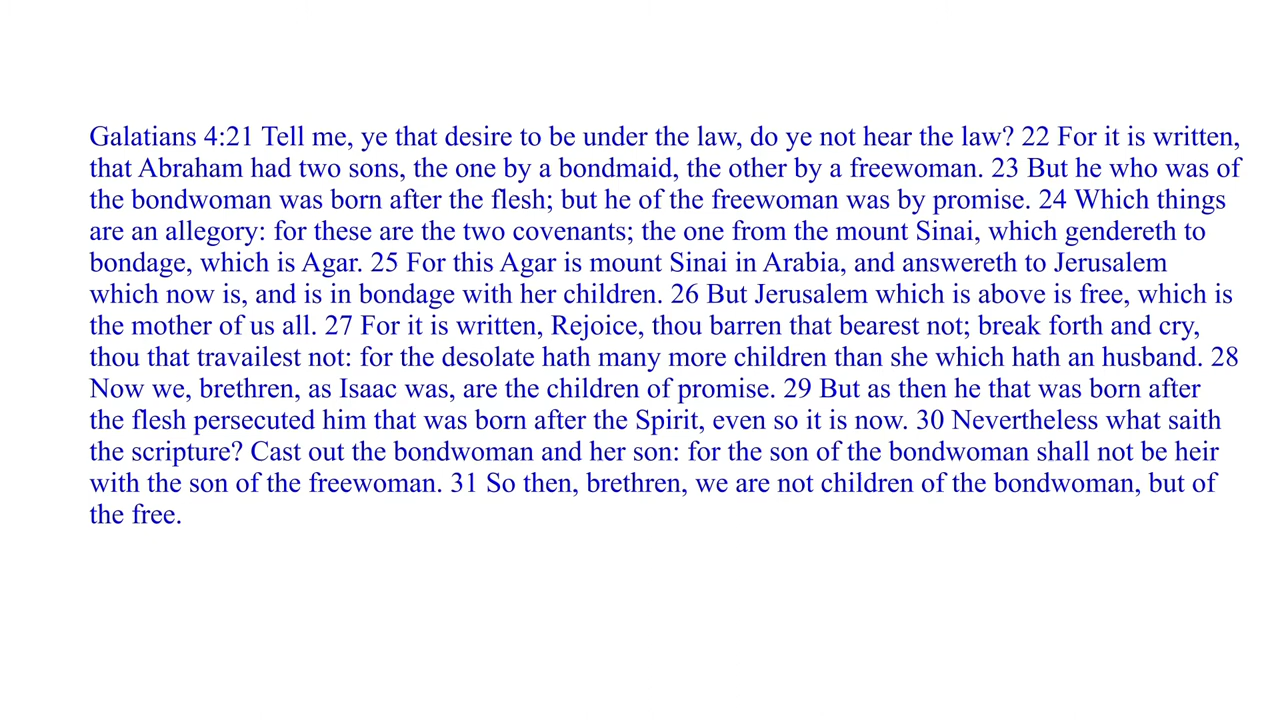 Galatians 4:21 Tell me, ye that desire to be under the law, do ye not hear the law? 22 For it is written,
that Abraham had two sons, the one by a bondmaid, the other by a freewoman. 23 But he who was of
the bondwoman was born after the flesh; but he of the freewoman was by promise. 24 Which things
are an allegory: for these are the two covenants; the one from the mount Sinai, which gendereth to
bondage, which is Agar. 25 For this Agar is mount Sinai in Arabia, and answereth to Jerusalem
which now is, and is in bondage with her children. 26 But Jerusalem which is above is free, which is
the mother of us all. 27 For it is written, Rejoice, thou barren that bearest not; break forth and cry,
thou that travailest not: for the desolate hath many more children than she which hath an husband. 28
Now we, brethren, as Isaac was, are the children of promise. 29 But as then he that was born after
the flesh persecuted him that was born after the Spirit, even so it is now. 30 Nevertheless what saith
the scripture? Cast out the bondwoman and her son: for the son of the bondwoman shall not be heir
with the son of the freewoman. 31 So then, brethren, we are not children of the bondwoman, but of
the free.